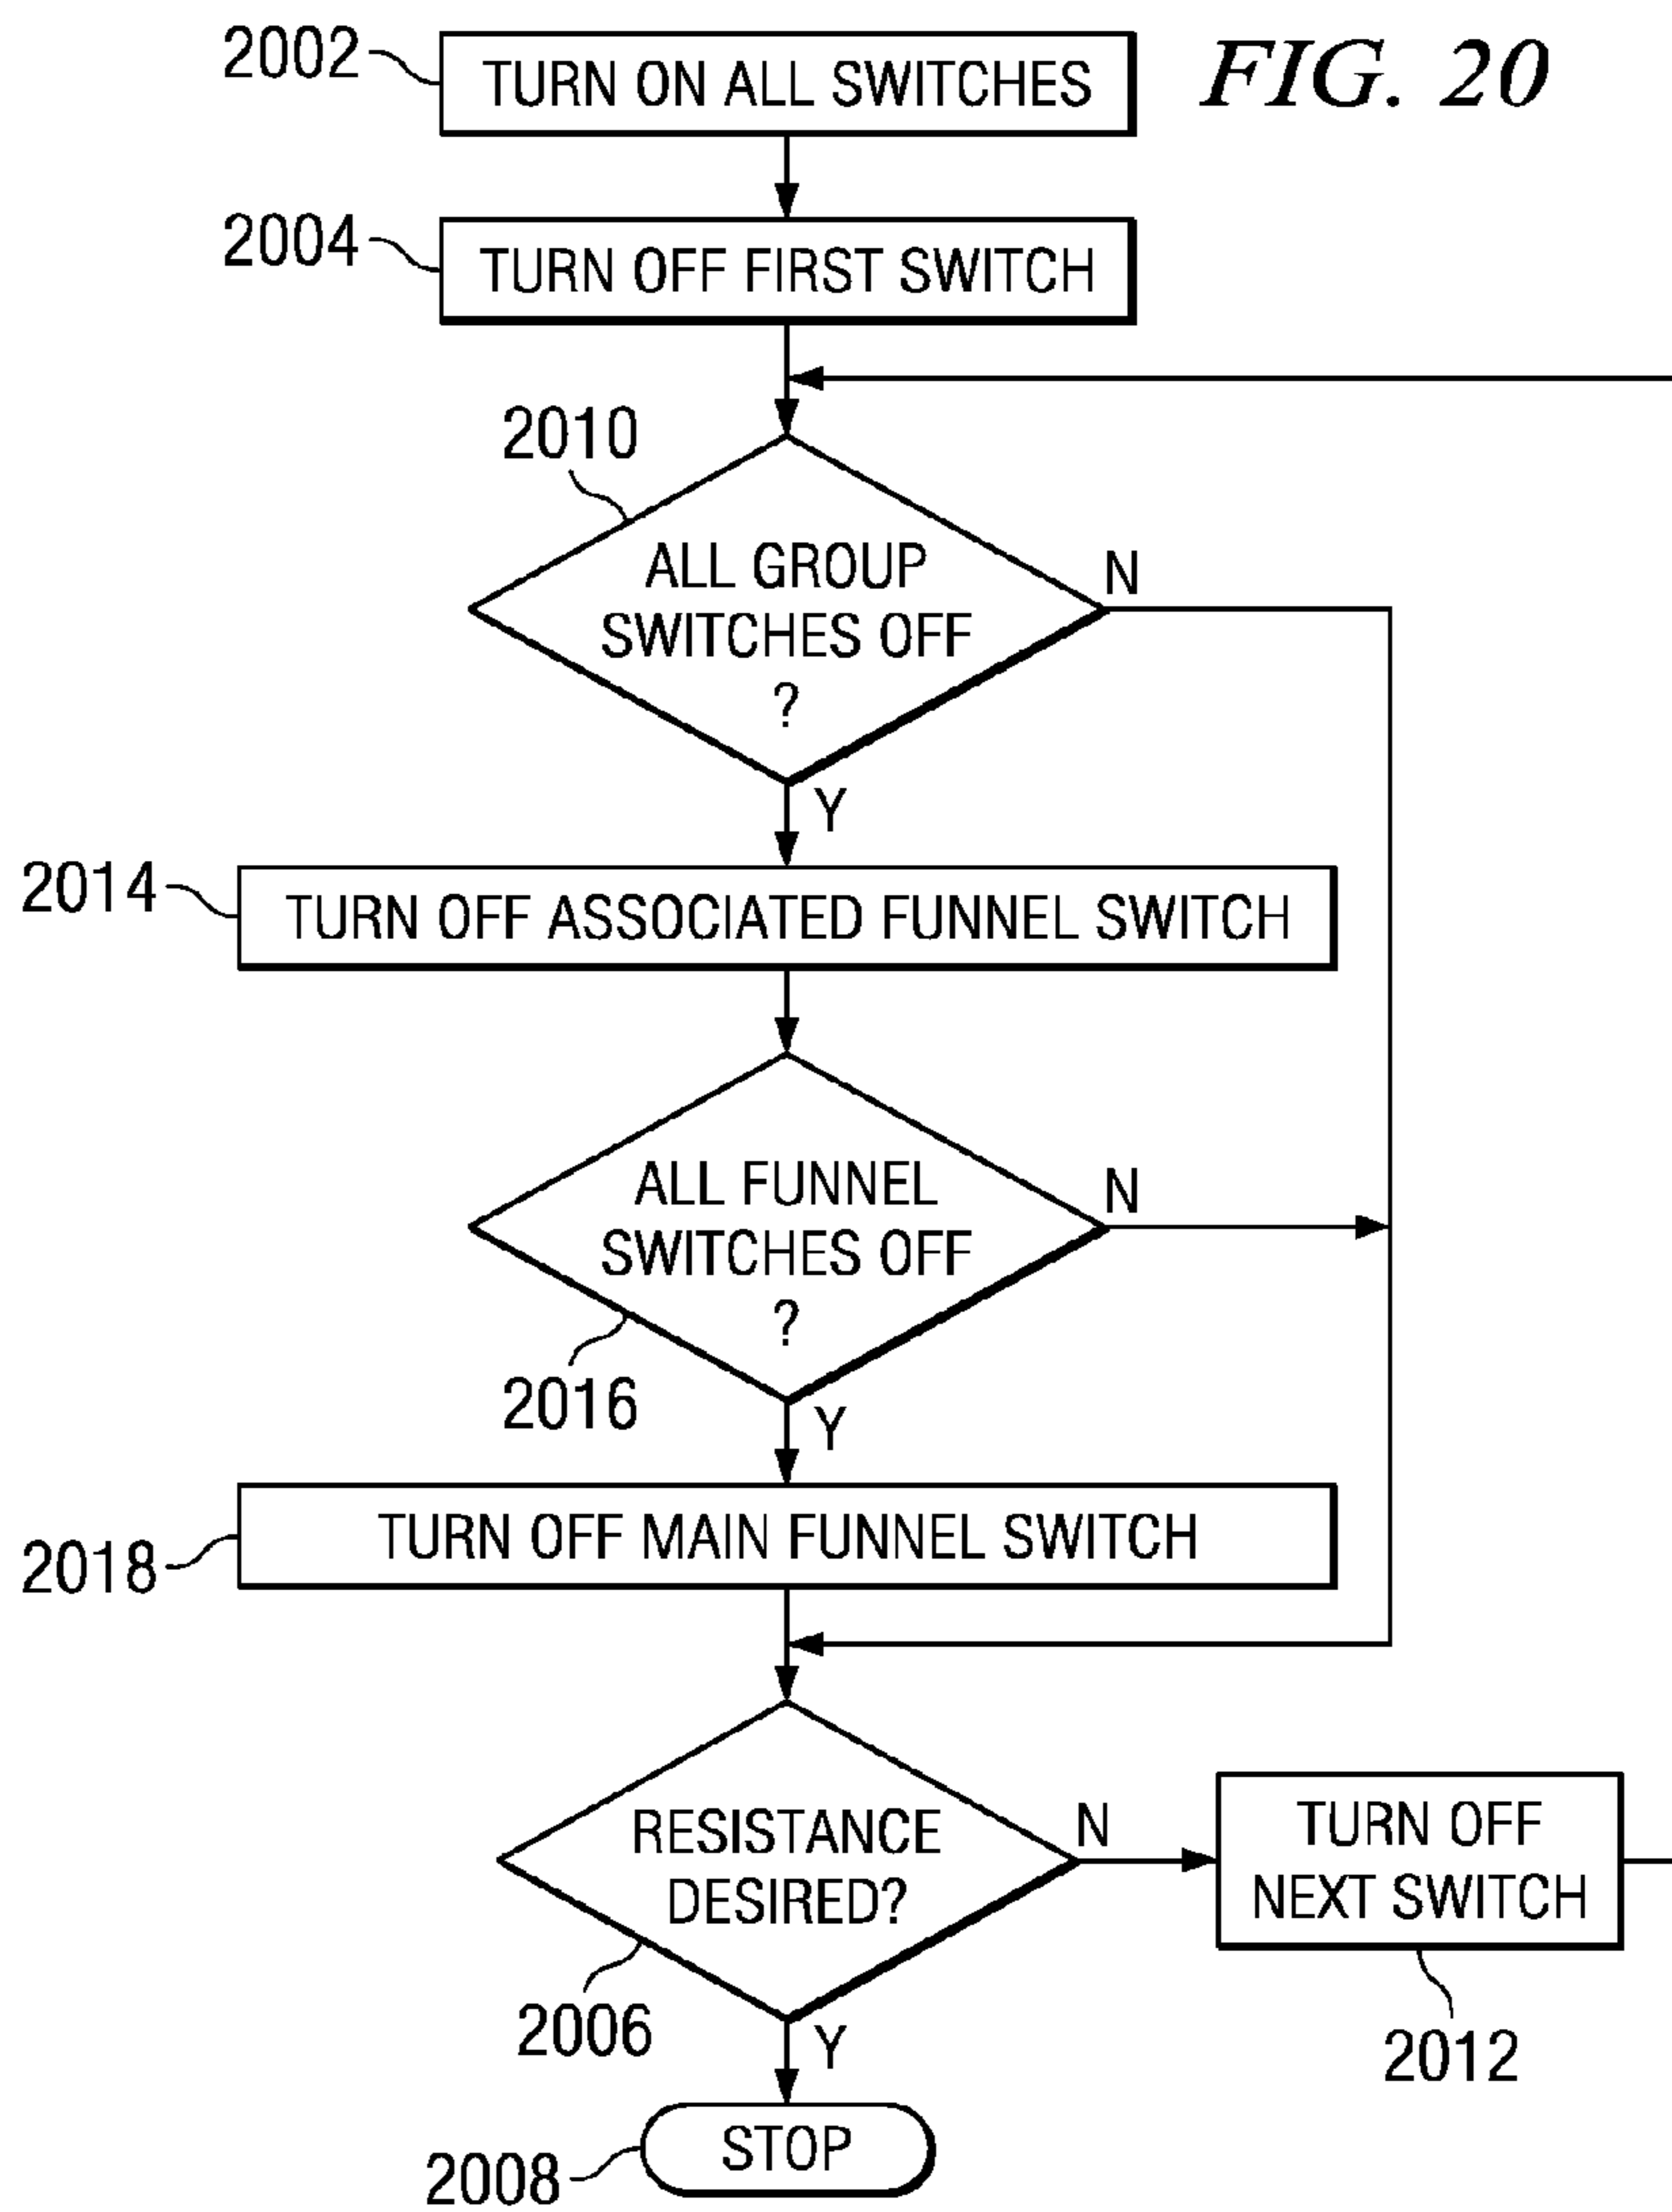 FIG. 20
2002
TURN ON ALL SWITCHES
2004
TURN OFF FIRST SWITCH
2010
ALL GROUP
SWITCHES OFF
?
N
Y
2014
TURN OFF ASSOCIATED FUNNEL SWITCH
ALL FUNNEL
SWITCHES OFF
?
N
2016
Y
2018
TURN OFF MAIN FUNNEL SWITCH
RESISTANCE
DESIRED?
N
TURN OFF
NEXT SWITCH
2006
2012
Y
STOP
2008